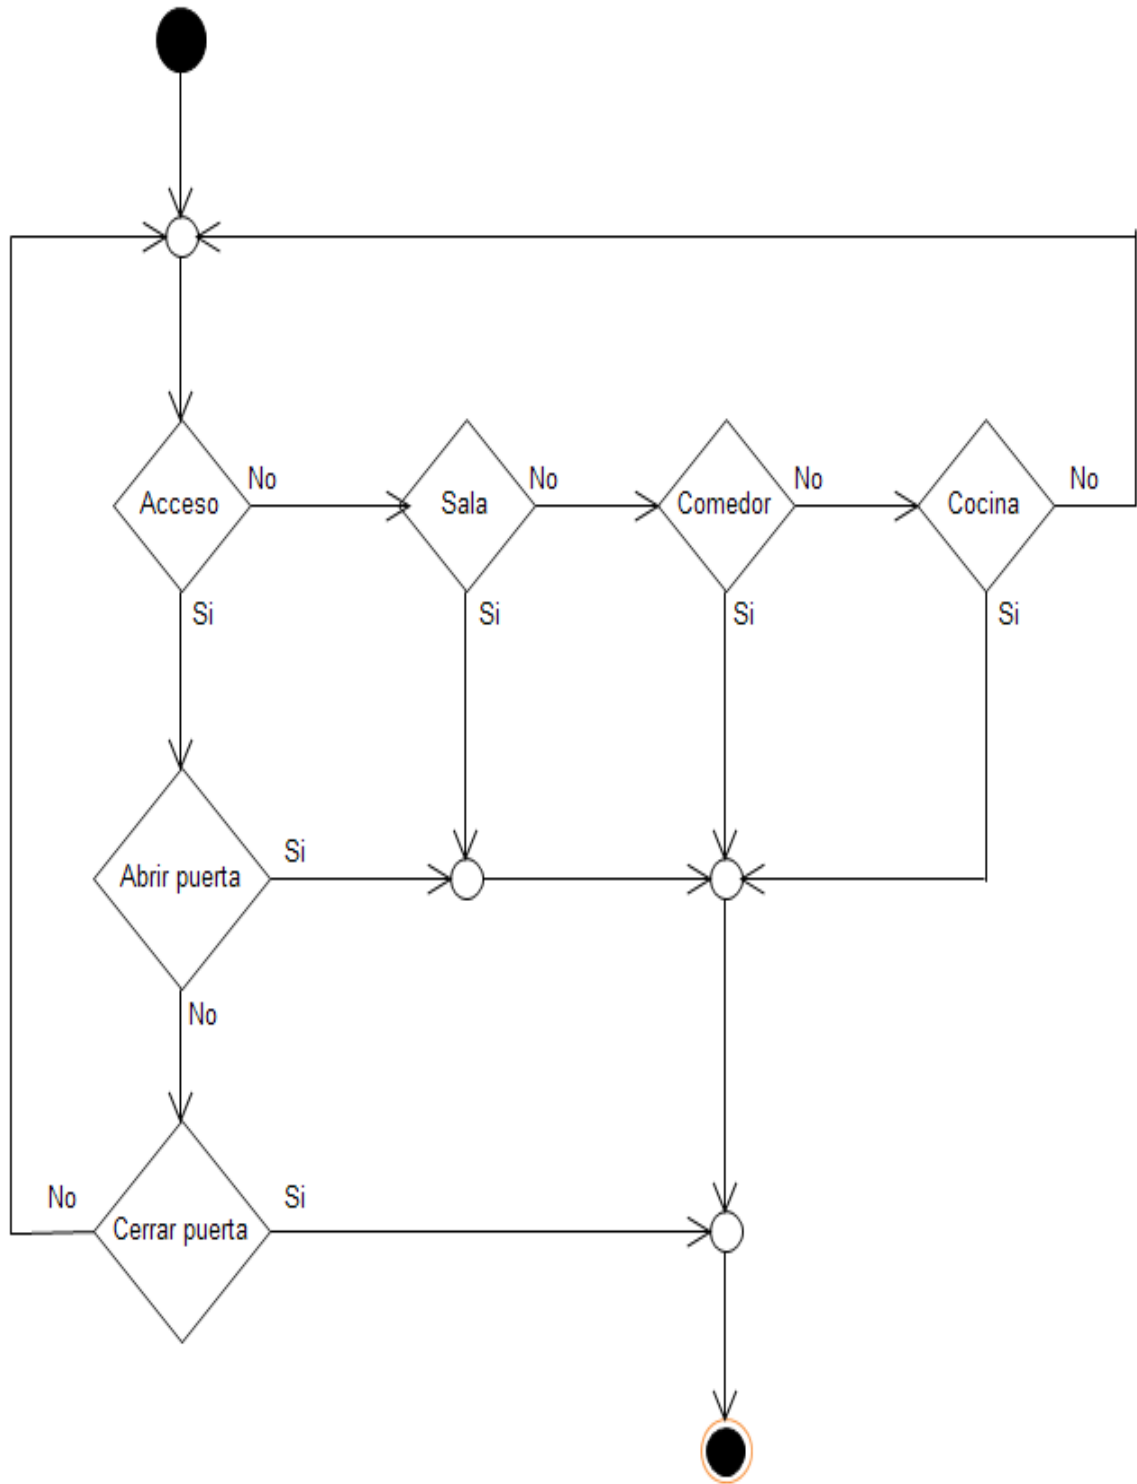 No
No
No
No
Acceso
Sala
Comedor
Cocina
Si
Si
Si
Si
Si
Abrir puerta
No
No
Si
Cerrar puerta